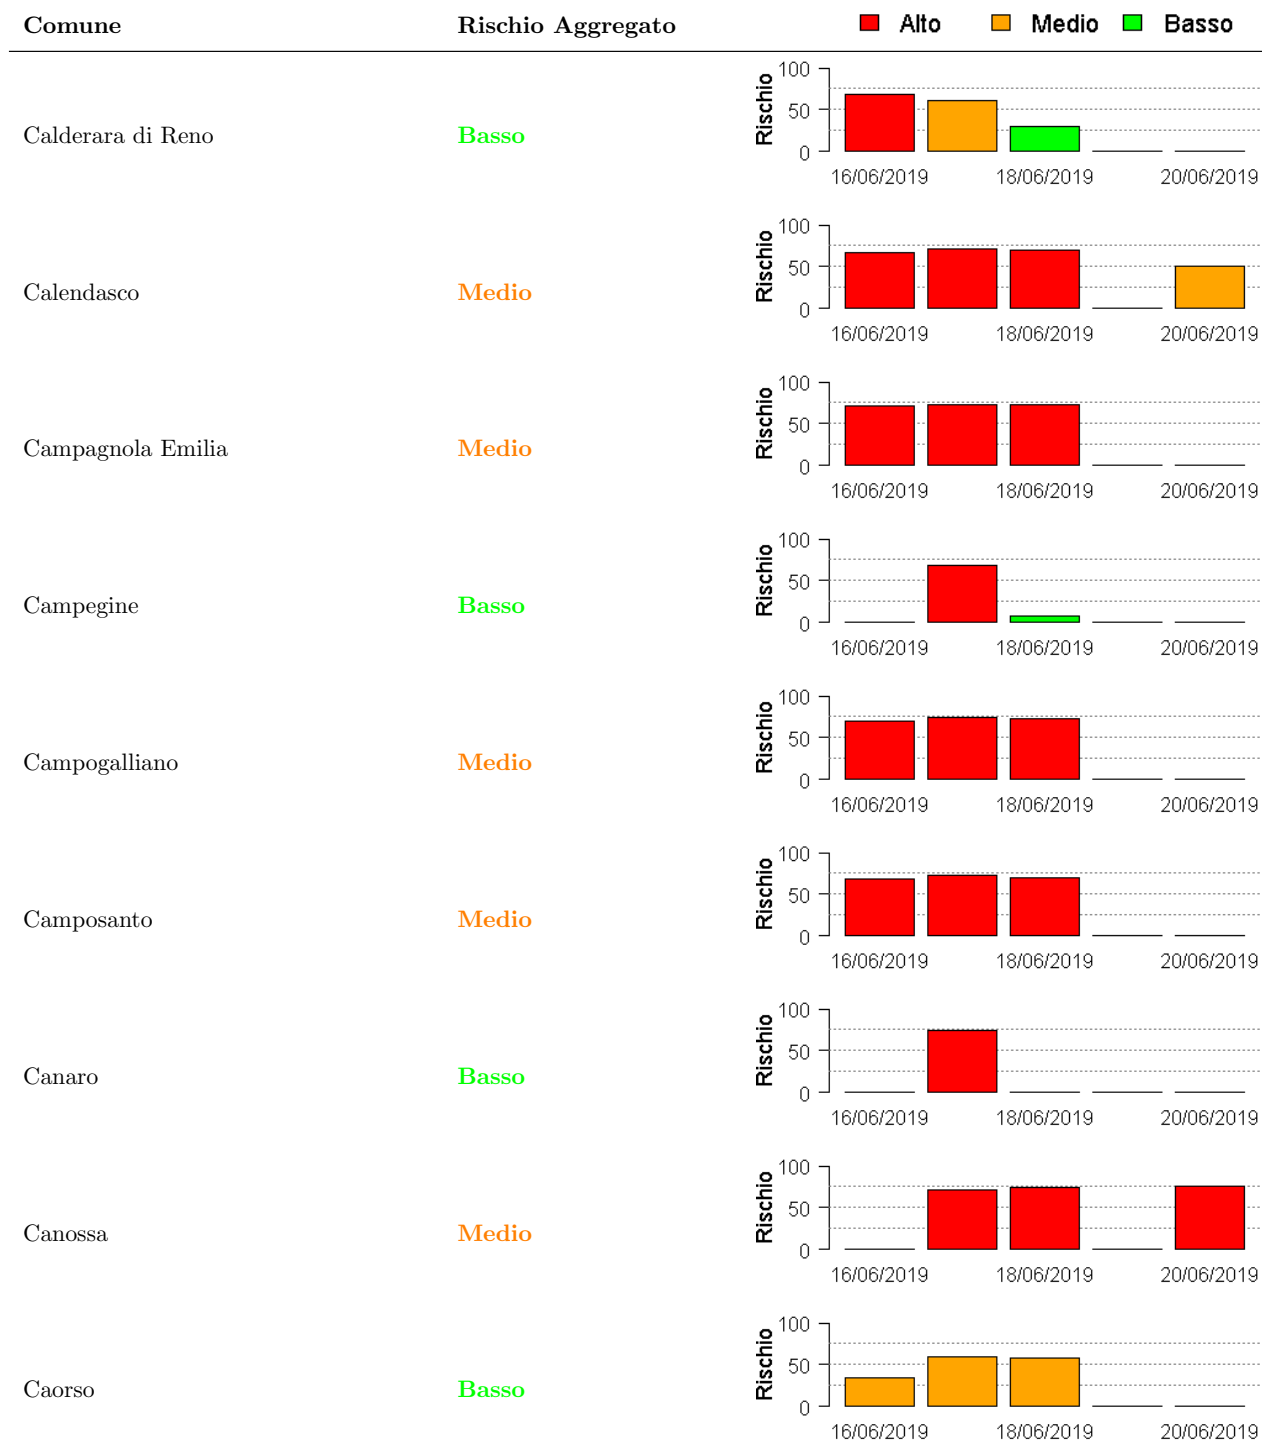 Comune Rischio Aggregato Alto Medio Basso
Calderara di Reno Basso Rischio 100 50 0
16/06/2019 18/06/2019 20/06/2019
Calendasco Medio Rischio 100 50 0
16/06/2019 18/06/2019 20/06/2019
Campagnola Emilia Medio Rischio 100 50 0
16/06/2019 18/06/2019 20/06/2019
Campegine Basso Rischio 100 50 0
16/06/2019 18/06/2019 20/06/2019
Campogalliano Medio Rischio 100 50 0
16/06/2019 18/06/2019 20/06/2019
Camposanto Medio Rischio 100 50 0
16/06/2019 18/06/2019 20/06/2019
Canaro Basso Rischio 100 50 0
16/06/2019 18/06/2019 20/06/2019
Canossa Medio Rischio 100 50 0
16/06/2019 18/06/2019 20/06/2019
Caorso Basso Rischio 100 50 0
16/06/2019 18/06/2019 20/06/2019